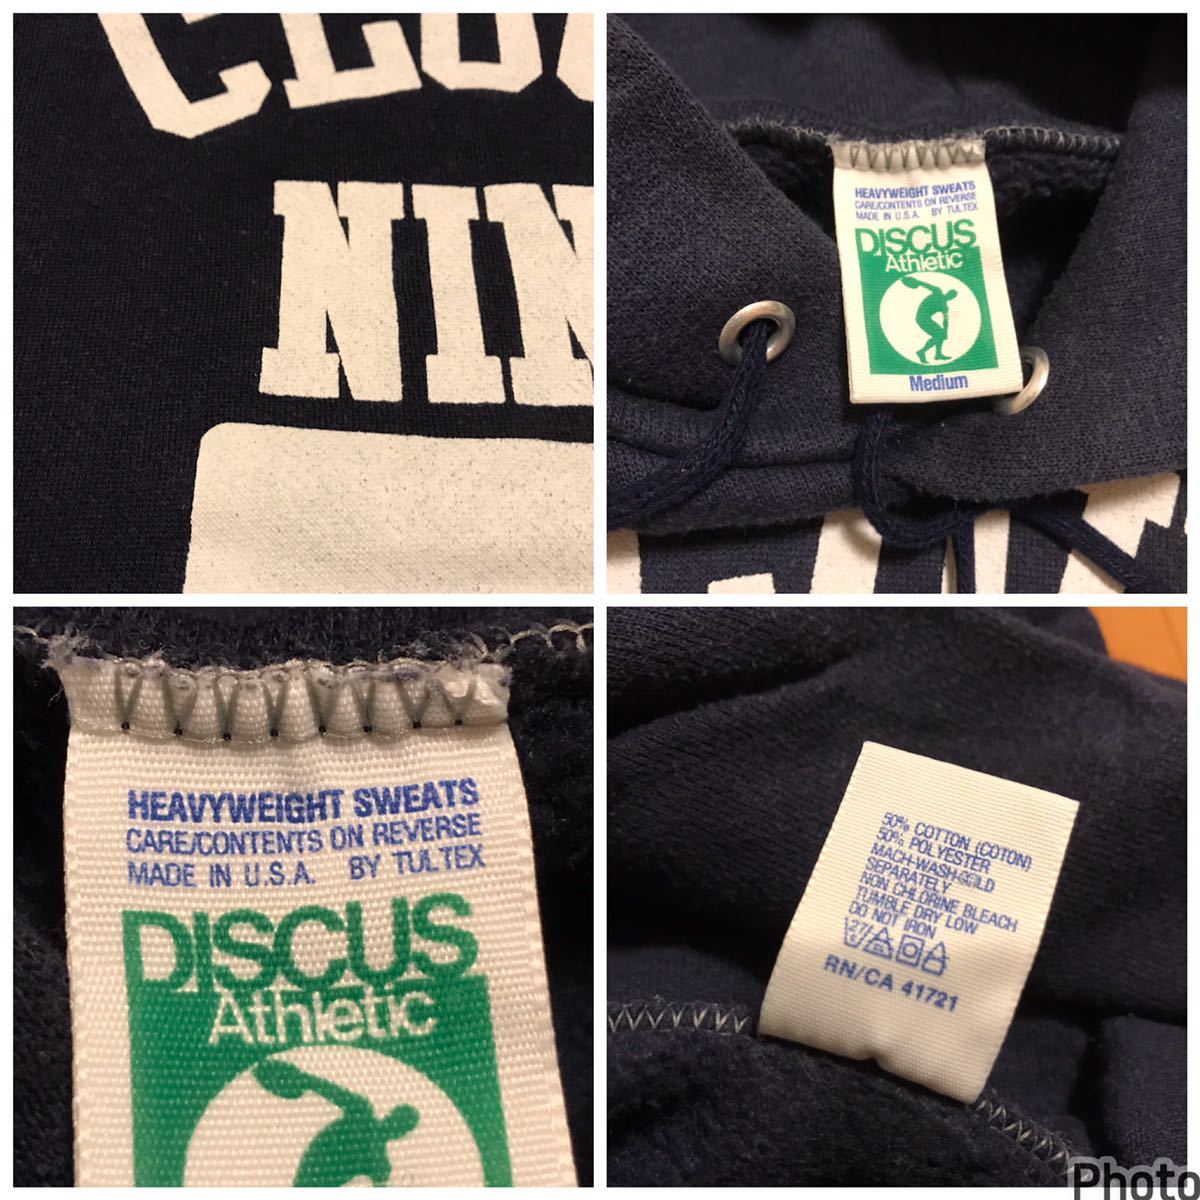 HEAVYWEIGHT SWEATS
CARE/CONTENTS ON REVERSE
MADE IN U.S.A. BY TULTEX
DISCUS
Athletic
Medium
HEAVYWEIGHT SWEATS
CARE/CONTENTS ON REVERSE
MADE IN U.S.A. BY TULTEX
DISCUS
Athletic
50% COTTON (COTON)
50% POLYESTER
MACH-WASH-COLD
SEPARATELY
NON CHLORINE BLEACH
TUMBLE DRY LOW
DO NOT IRON
RN/CA 41721
Photo